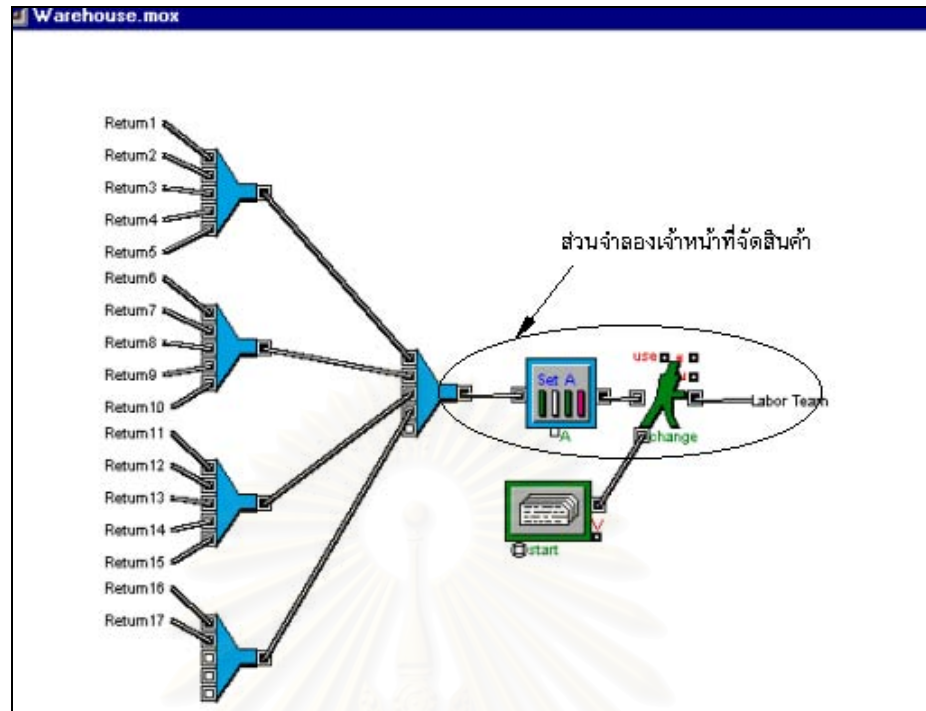 Warehouse.mox
Return1
Return2
Return3
Return4
Return5
Return6
Return7
Return8
Return9
Return10
Return11
Return12
Return13
Return14
Return15
Return16
Return17
ส่วนจำลองเจ้าหน้าที่จัดสินค้า
Set A
A
use
u
change
Labor Team
V
start